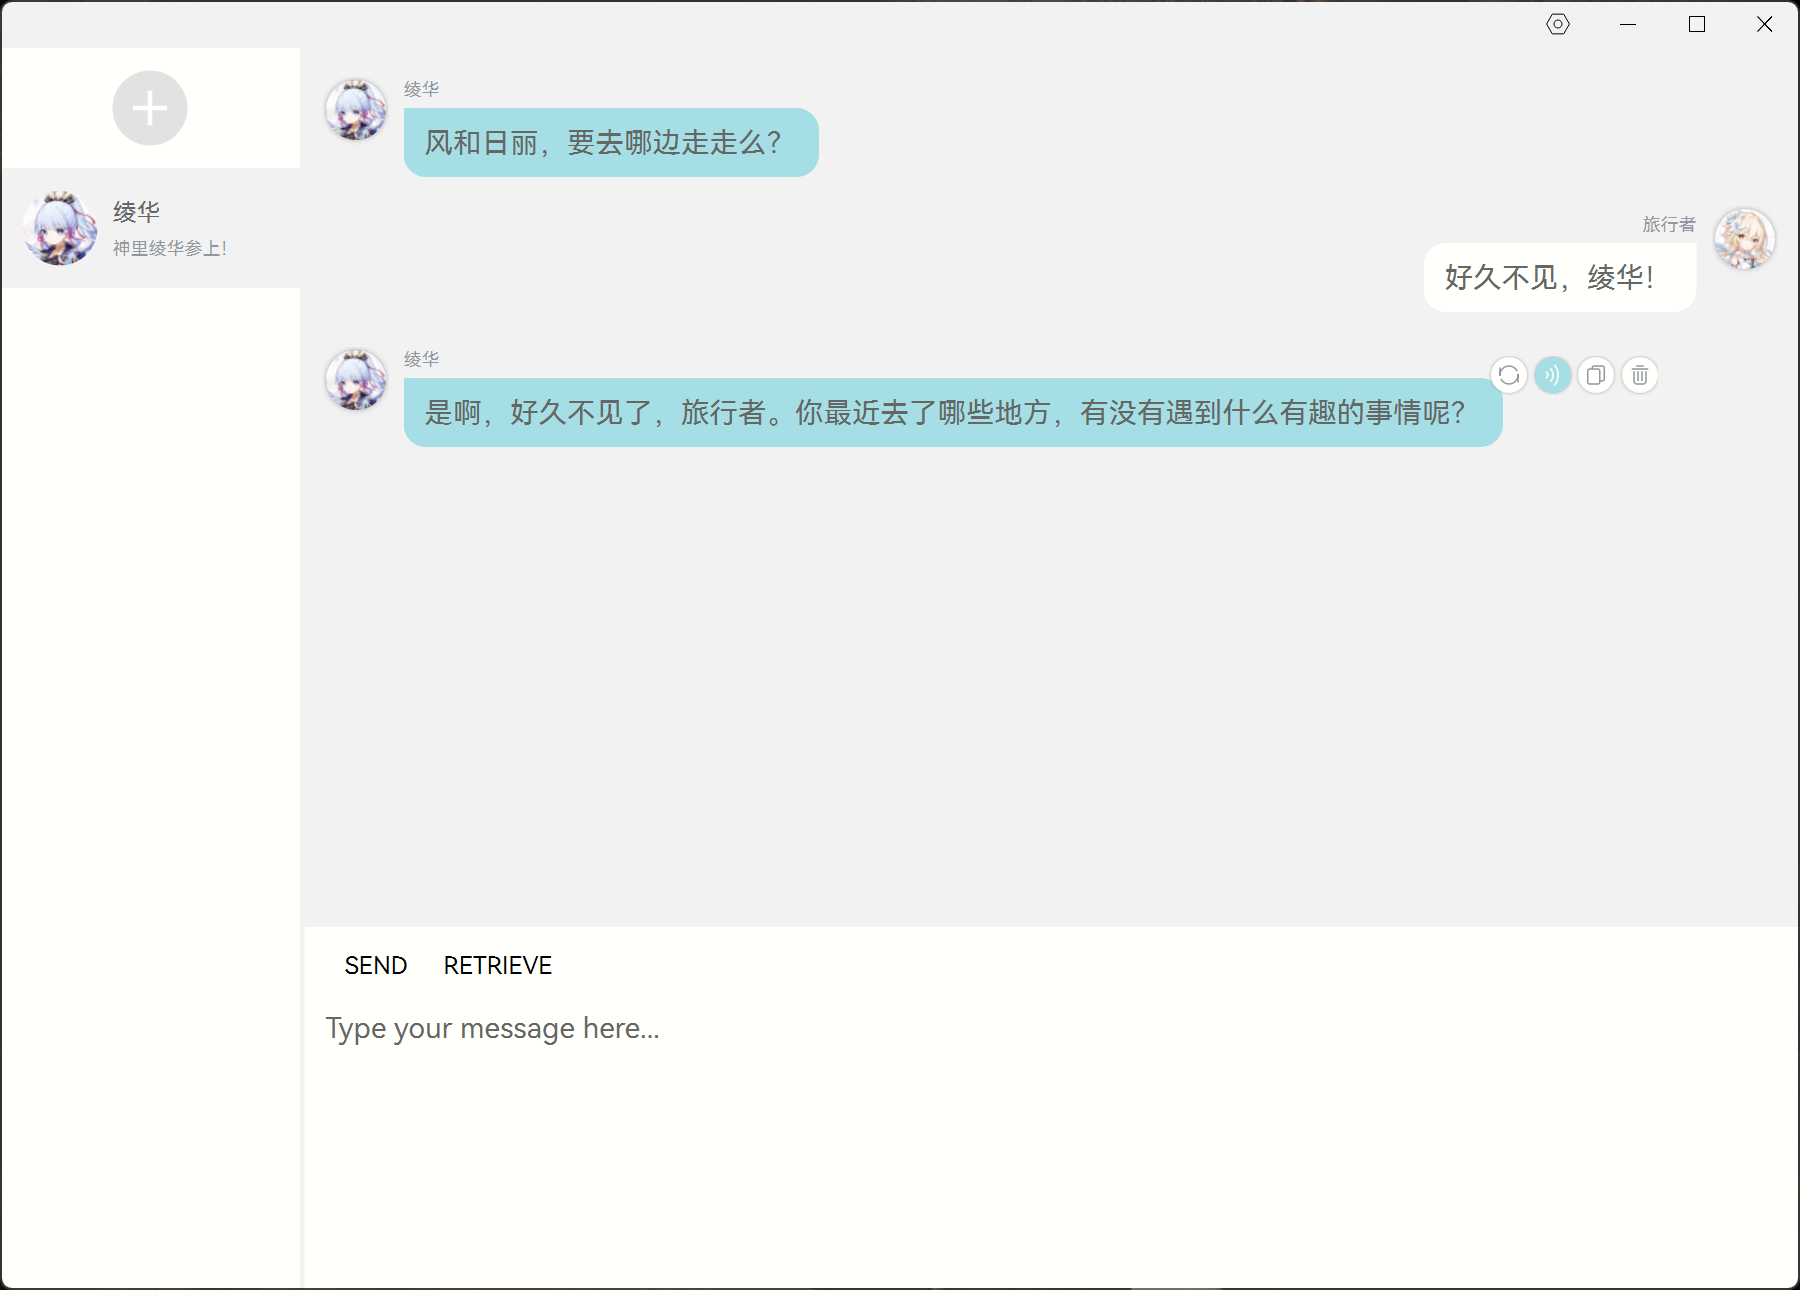 绫华
神里绫华参上!
绫华
风和日丽，要去哪边走走么？
旅行者
好久不见，绫华！
绫华
是啊，好久不见了，旅行者。你最近去了哪些地方，有没有遇到什么有趣的事情呢？
SEND
RETRIEVE
Type your message here...